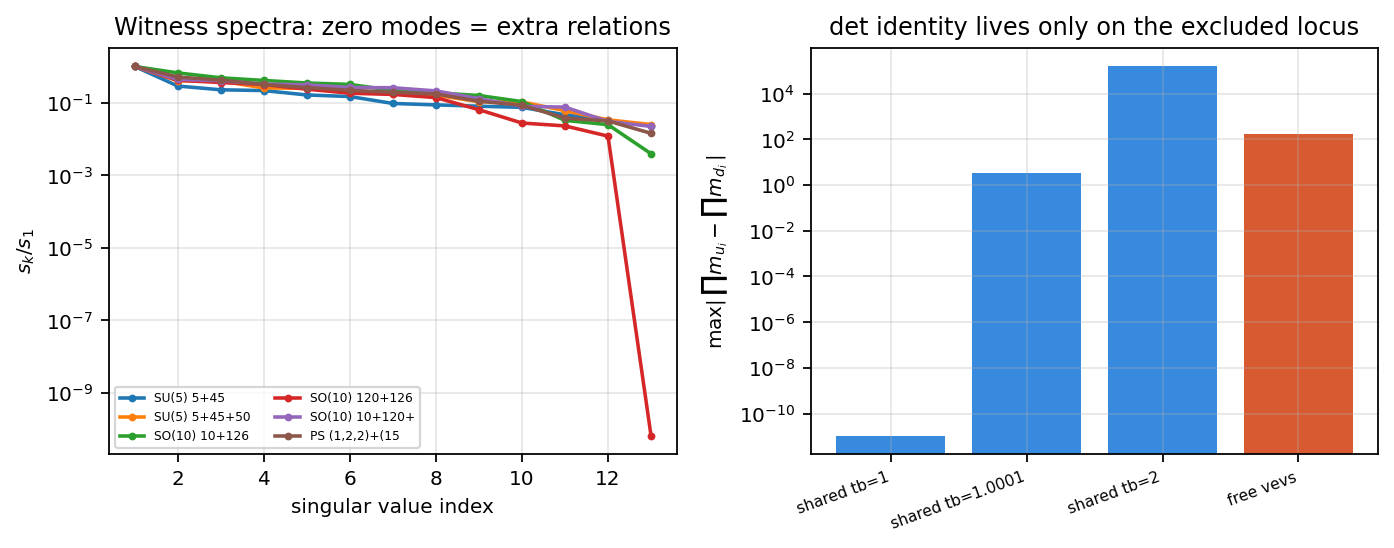 Witness spectra: zero modes = extra relations
s_k/s_1
10^{-1}
10^{-3}
10^{-5}
10^{-7}
10^{-9}
SU(5) 5+45
SU(5) 5+45+50
SO(10) 10+126
SO(10) 120+126
SO(10) 10+120+
PS (1,2,2)+(15
2 4 6 8 10 12
singular value index
det identity lives only on the excluded locus
max|∏m_{u_i} − ∏m_{d_i}|
10^4
10^2
10^0
10^{-2}
10^{-4}
10^{-6}
10^{-8}
10^{-10}
shared tb=1
shared tb=1.0001
shared tb=2
free vevs